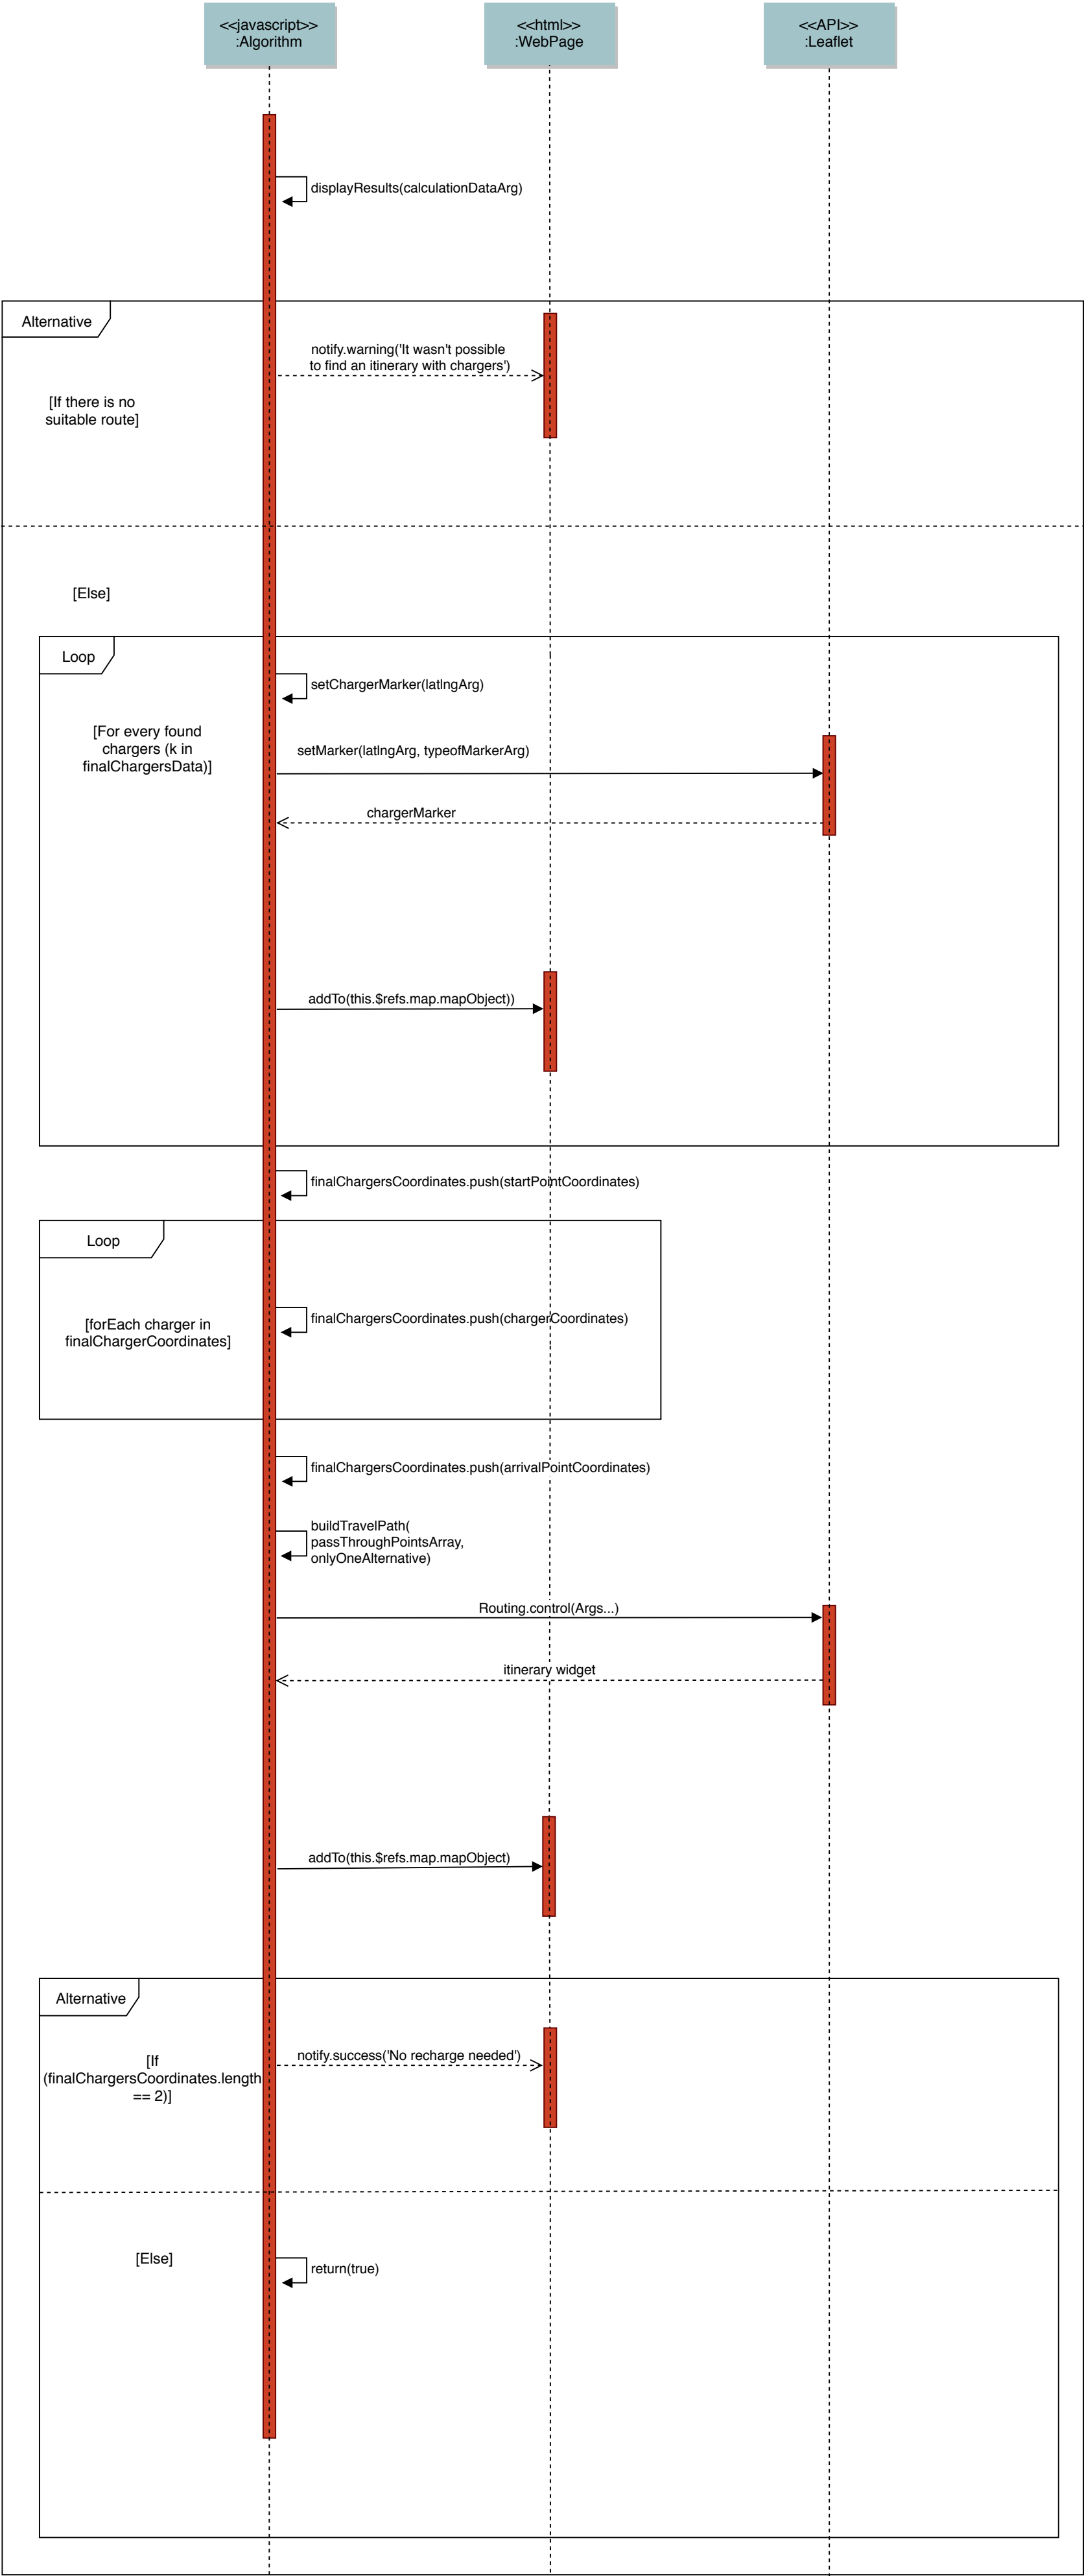 <<javascript>>
:Algorithm
<<html>>
:WebPage
<<API>>
:Leaflet
displayResults(calculationDataArg)
Alternative
notify.warning('It wasn't possible
to find an itinerary with chargers')
[If there is no
suitable route]
[Else]
Loop
setChargerMarker(latlngArg)
[For every found
chargers (k in
finalChargersData)]
setMarker(latlngArg, typeofMarkerArg)
chargerMarker
addTo(this.$refs.map.mapObject))
finalChargersCoordinates.push(startPointCoordinates)
Loop
[forEach charger in
finalChargerCoordinates]
finalChargersCoordinates.push(chargerCoordinates)
finalChargersCoordinates.push(arrivalPointCoordinates)
buildTravelPath(
passThroughPointsArray,
onlyOneAlternative)
Routing.control(Args...)
itinerary widget
addTo(this.$refs.map.mapObject)
Alternative
[If
(finalChargersCoordinates.length
== 2)]
notify.success('No recharge needed')
[Else]
return(true)